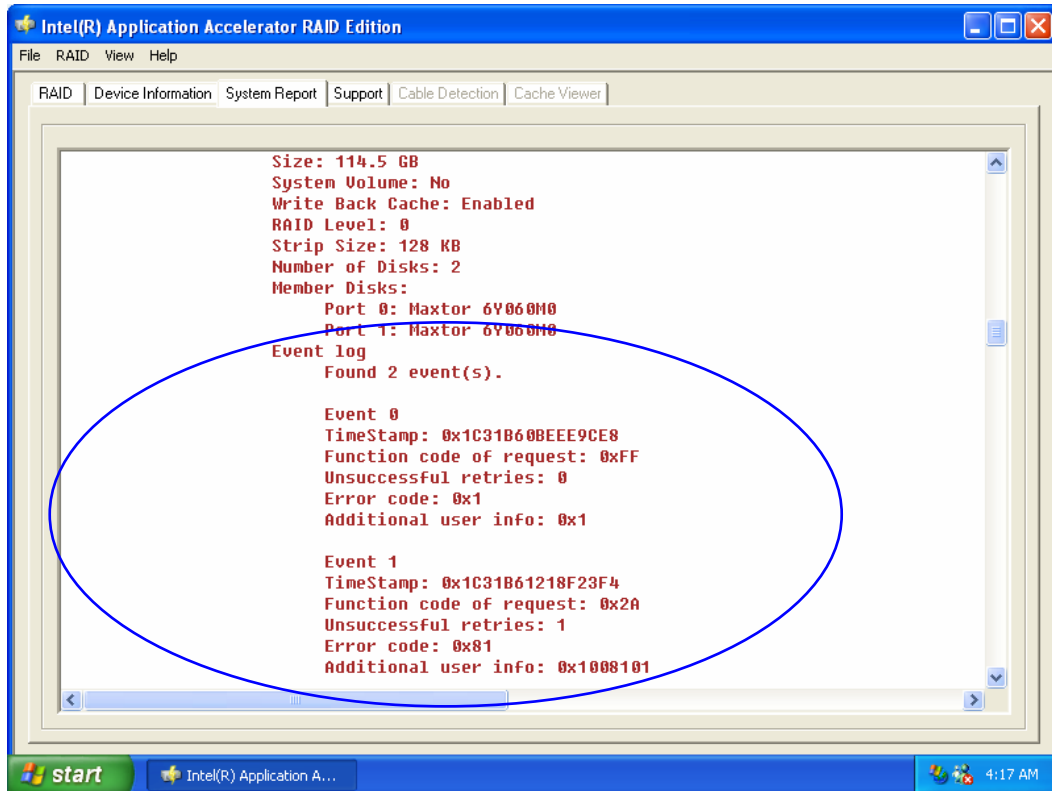 Intel(R) Application Accelerator RAID Edition
File RAID View Help
RAID Device Information System Report Support Cable Detection Cache Viewer
Size: 114.5 GB
System Volume: No
Write Back Cache: Enabled
RAID Level: 0
Strip Size: 128 KB
Number of Disks: 2
Member Disks:
Port 0: Maxtor 6Y060M0
Port 1: Maxtor 6Y060M0
Event log
Found 2 event(s).
Event 0
TimeStamp: 0x1C31B60BEEE9CE8
Function code of request: 0xFF
Unsuccessful retries: 0
Error code: 0x1
Additional user info: 0x1
Event 1
TimeStamp: 0x1C31B61218F23F4
Function code of request: 0x2A
Unsuccessful retries: 1
Error code: 0x81
Additional user info: 0x1008101
start Intel(R) Application A... 4:17 AM